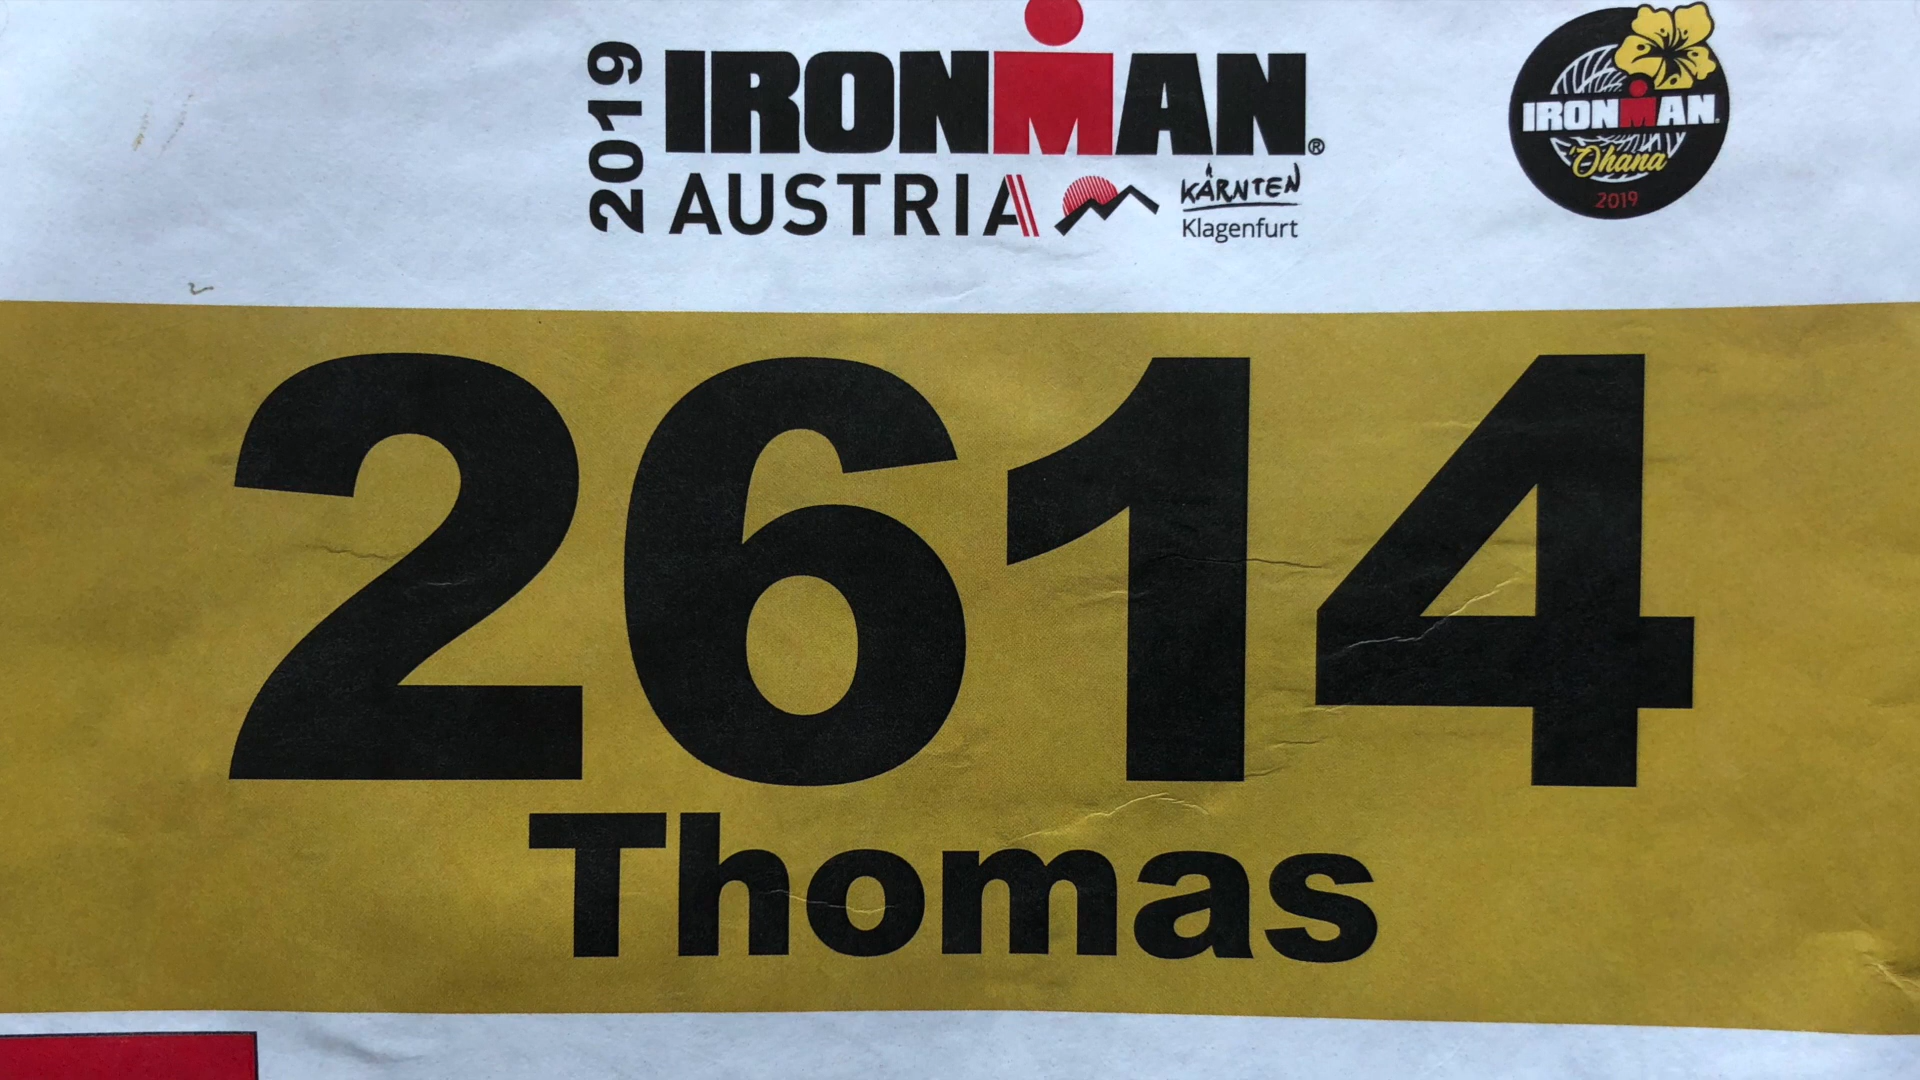 2019
IRONMAN®
AUSTRIA
KÄRNTEN
Klagenfurt
IRONMAN
'Ohana
2019
2614
Thomas